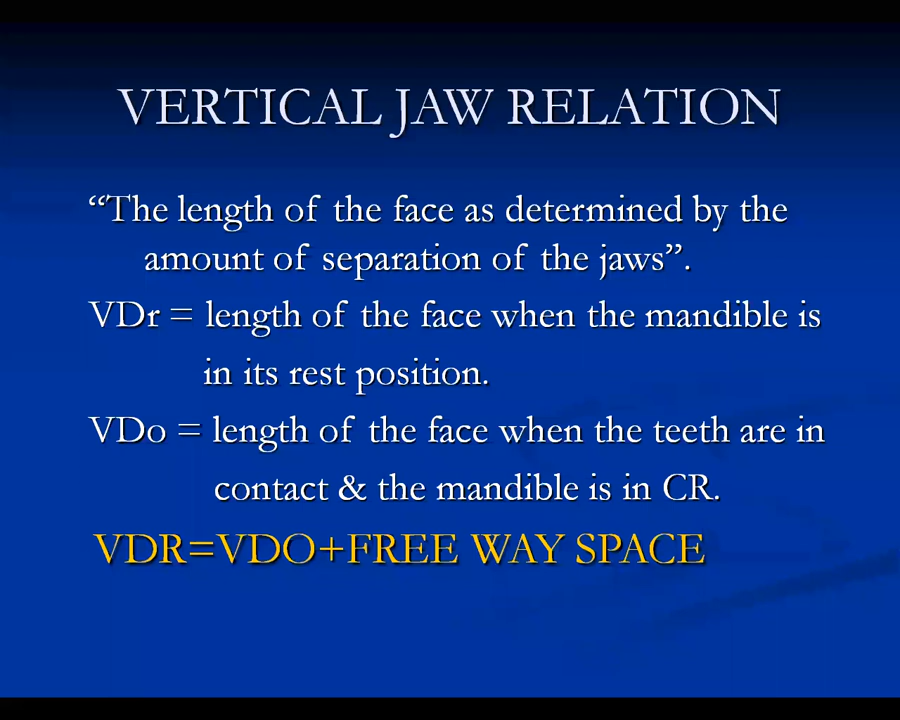 VERTICAL JAW RELATION
“The length of the face as determined by the
amount of separation of the jaws”.
VDr = length of the face when the mandible is
in its rest position.
VDo = length of the face when the teeth are in
contact & the mandible is in CR.
VDR=VDO+FREE WAY SPACE